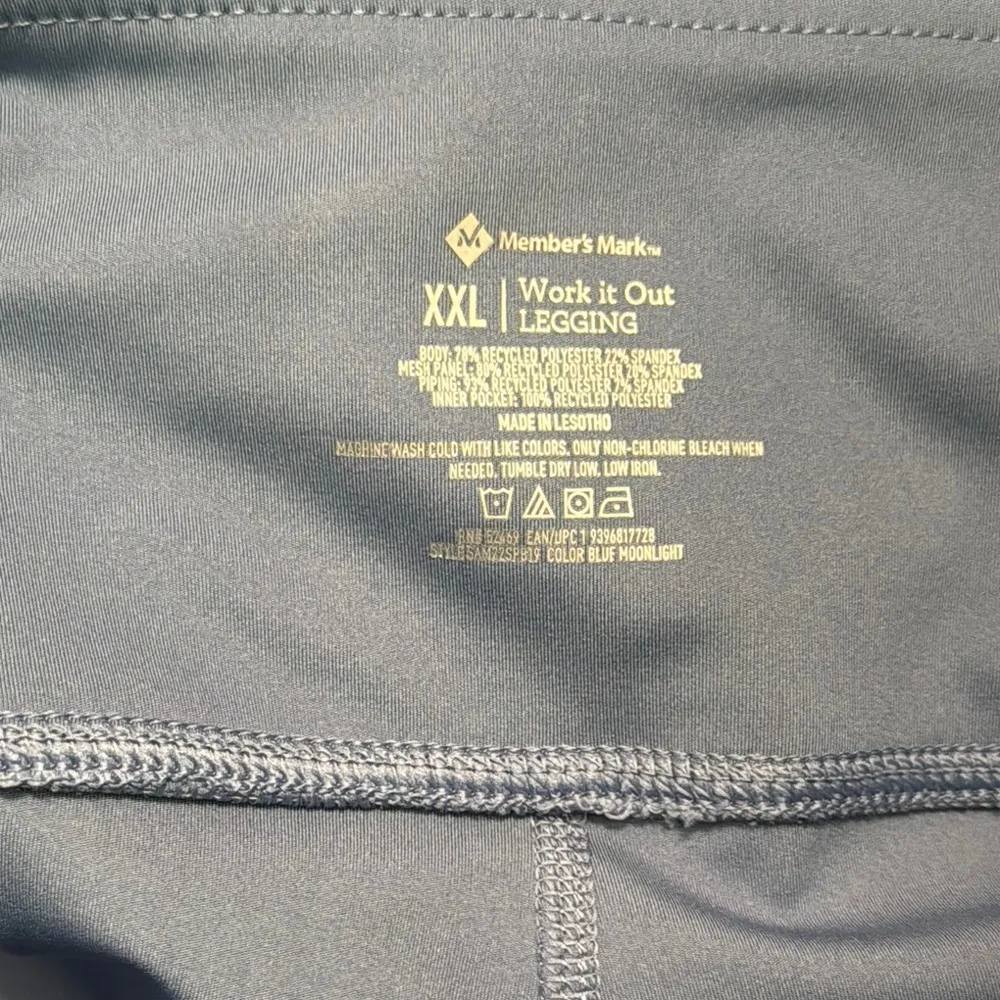 Member's Mark™
XXL | Work it Out
LEGGING
BODY: 78% RECYCLED POLYESTER 22% SPANDEX
MESH PANEL: 80% RECYCLED POLYESTER 20% SPANDEX
PIPING: 93% RECYCLED POLYESTER 7% SPANDEX
INNER POCKET: 100% RECYCLED POLYESTER
MADE IN LESOTHO
MACHINE WASH COLD WITH LIKE COLORS. ONLY NON-CHLORINE BLEACH WHEN
NEEDED. TUMBLE DRY LOW. LOW IRON.
RN# 52469 EAN/UPC 1 9396817728
STYLE COLOR BLUE MOONLIGHT